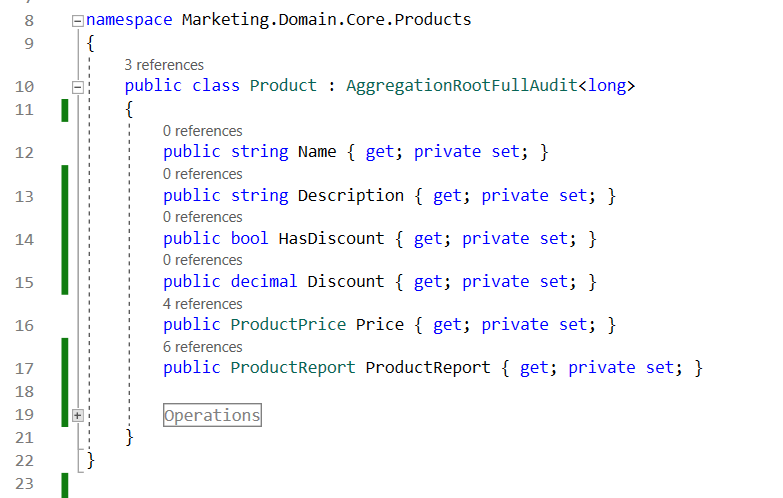 8 namespace Marketing.Domain.Core.Products
9 {
3 references
10 public class Product : AggregationRootFullAudit<long>
11 {
0 references
12 public string Name { get; private set; }
0 references
13 public string Description { get; private set; }
0 references
14 public bool HasDiscount { get; private set; }
0 references
15 public decimal Discount { get; private set; }
4 references
16 public ProductPrice Price { get; private set; }
6 references
17 public ProductReport ProductReport { get; private set; }
18
19 Operations
21 }
22 }
23